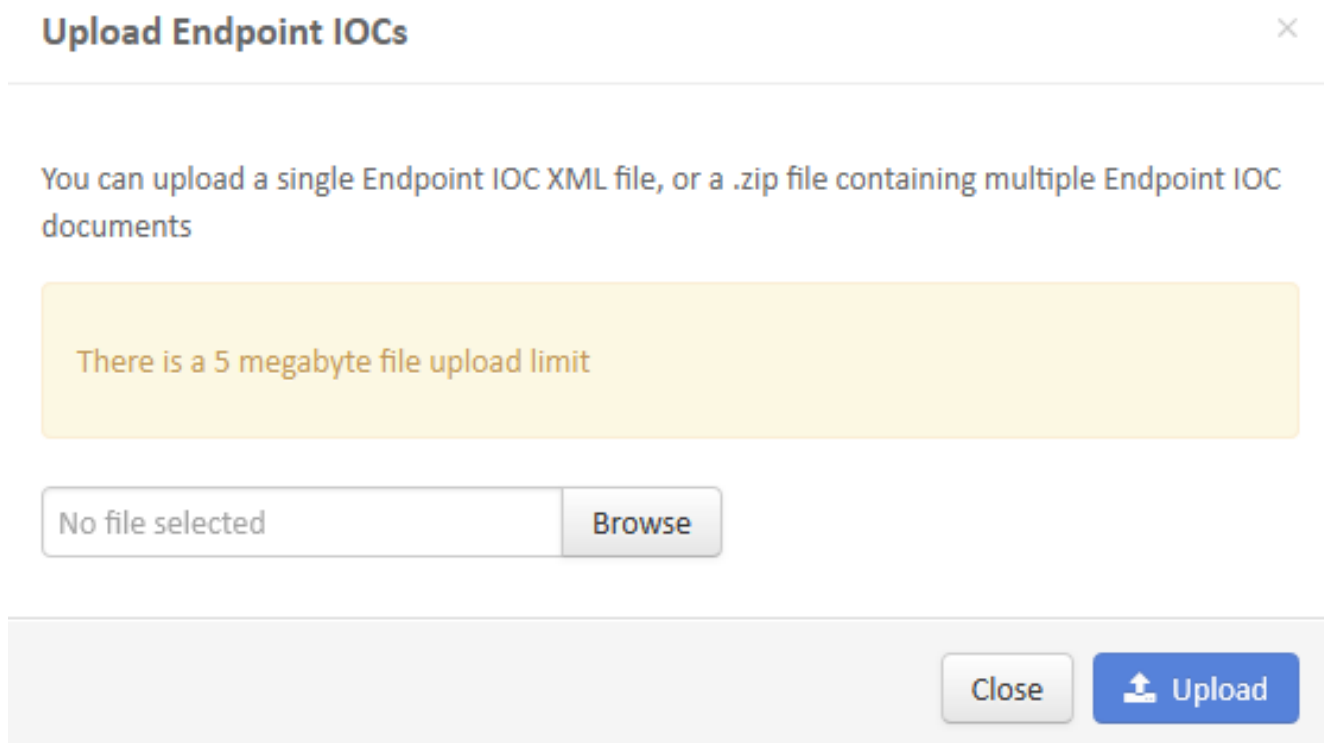 Upload Endpoint IOCs
You can upload a single Endpoint IOC XML file, or a .zip file containing multiple Endpoint IOC
documents
There is a 5 megabyte file upload limit
No file selected
Browse
Close
Upload